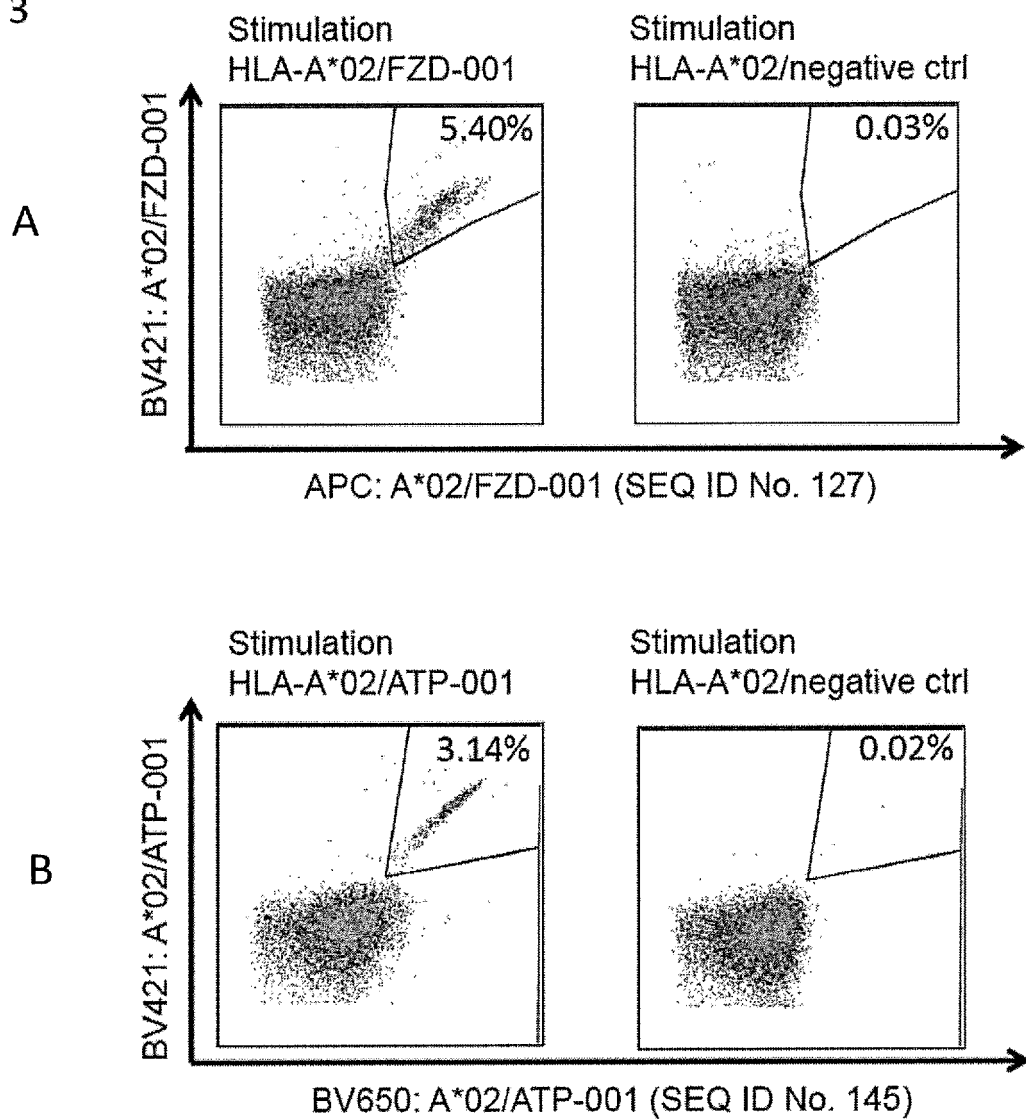 3
Stimulation
HLA-A*02/FZD-001
Stimulation
HLA-A*02/negative ctrl
A
BV421: A*02/FZD-001
5.40%
0.03%
APC: A*02/FZD-001 (SEQ ID No. 127)
Stimulation
HLA-A*02/ATP-001
Stimulation
HLA-A*02/negative ctrl
B
BV421: A*02/ATP-001
3.14%
0.02%
BV650: A*02/ATP-001 (SEQ ID No. 145)